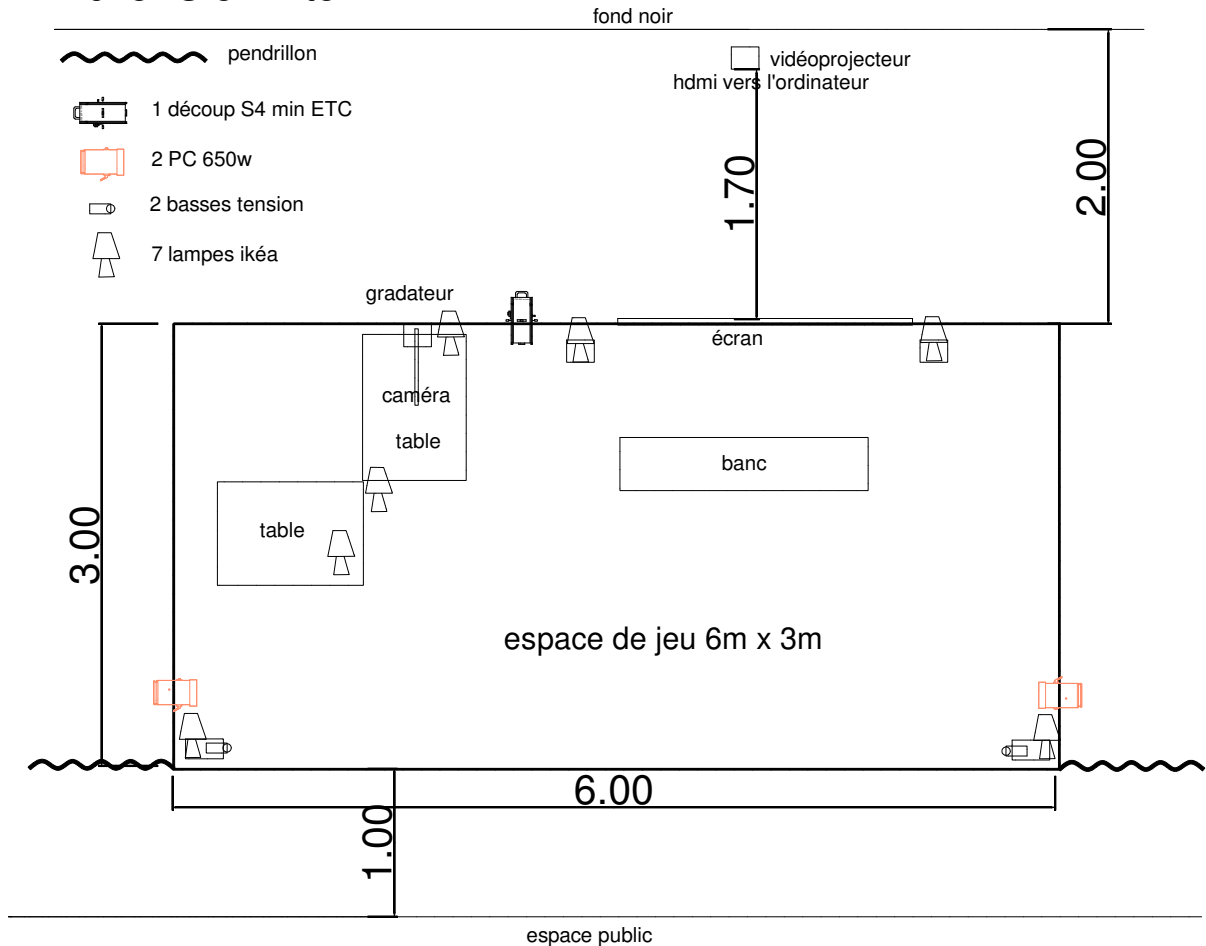 fond noir
pendrillon
vidéoprojecteur
hdmi vers l'ordinateur
1 découp S4 min ETC
2 PC 650w
2 basses tension
7 lampes ikéa
1.70
2.00
gradateur
écran
caméra
table
banc
table
3.00
espace de jeu 6m x 3m
6.00
1.00
espace public